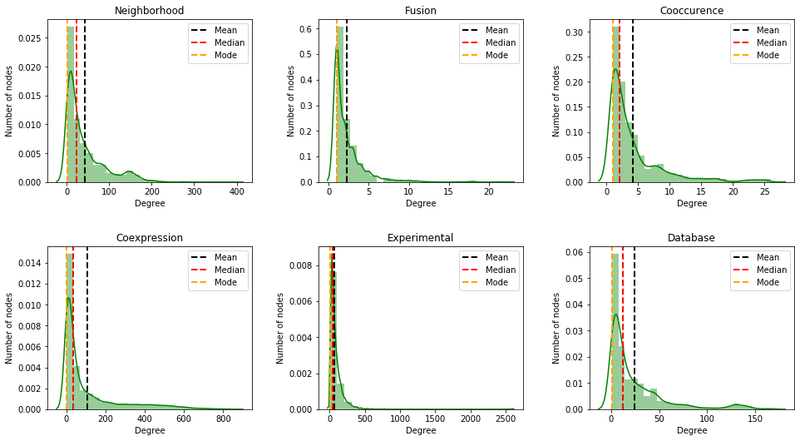 Neighborhood
Number of nodes
0.025
0.020
0.015
0.010
0.005
0.000
0 100 200 300 400
Degree
Mean
Median
Mode
Fusion
Number of nodes
0.6
0.5
0.4
0.3
0.2
0.1
0.0
0 5 10 15 20
Degree
Mean
Median
Mode
Cooccurence
Number of nodes
0.30
0.25
0.20
0.15
0.10
0.05
0.00
0 5 10 15 20 25
Degree
Mean
Median
Mode
Coexpression
Number of nodes
0.014
0.012
0.010
0.008
0.006
0.004
0.002
0.000
0 200 400 600 800
Degree
Mean
Median
Mode
Experimental
Number of nodes
0.008
0.006
0.004
0.002
0.000
0 500 1000 1500 2000 2500
Degree
Mean
Median
Mode
Database
Number of nodes
0.06
0.05
0.04
0.03
0.02
0.01
0.00
0 50 100 150
Degree
Mean
Median
Mode